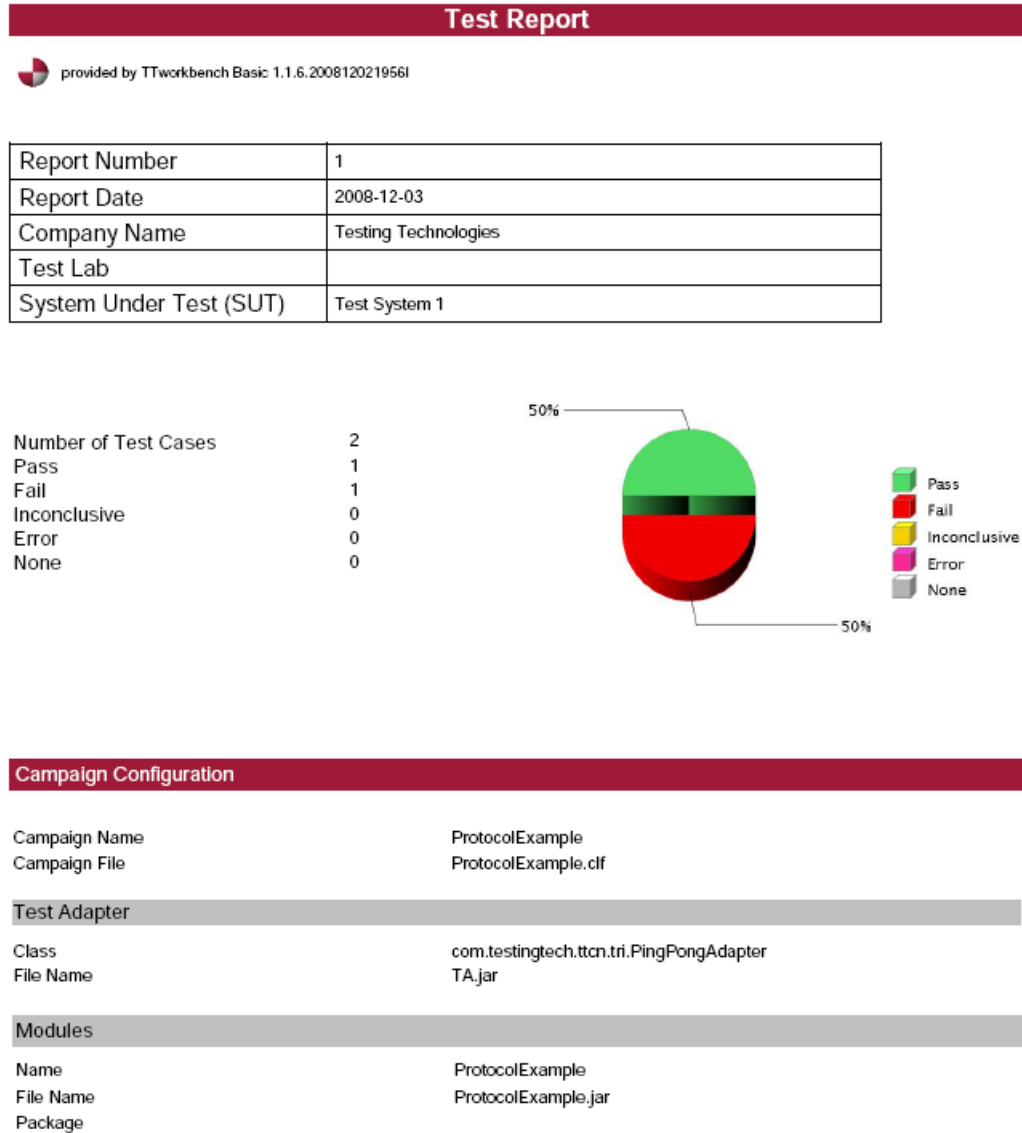 Test Report
provided by TTworkbench Basic 1.1.6.200812021956I
Report Number 1
Report Date 2008-12-03
Company Name Testing Technologies
Test Lab
System Under Test (SUT) Test System 1
50%
Number of Test Cases 2
Pass 1
Fail 1
Inconclusive 0
Error 0
None 0
Pass
Fail
Inconclusive
Error
None
50%
Campaign Configuration
Campaign Name ProtocolExample
Campaign File ProtocolExample.clf
Test Adapter
Class com.testingtech.ttcn.tri.PingPongAdapter
File Name TA.jar
Modules
Name ProtocolExample
File Name ProtocolExample.jar
Package